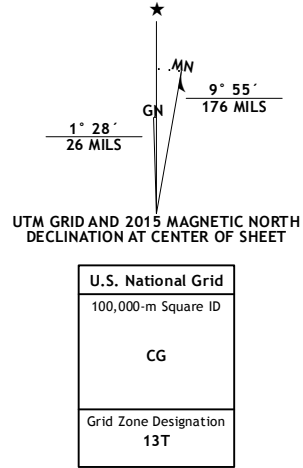 ★
MN
GN
9° 55´
176 MILS
1° 28´
26 MILS
UTM GRID AND 2015 MAGNETIC NORTH
DECLINATION AT CENTER OF SHEET
U.S. National Grid
100,000-m Square ID
CG
Grid Zone Designation
13T